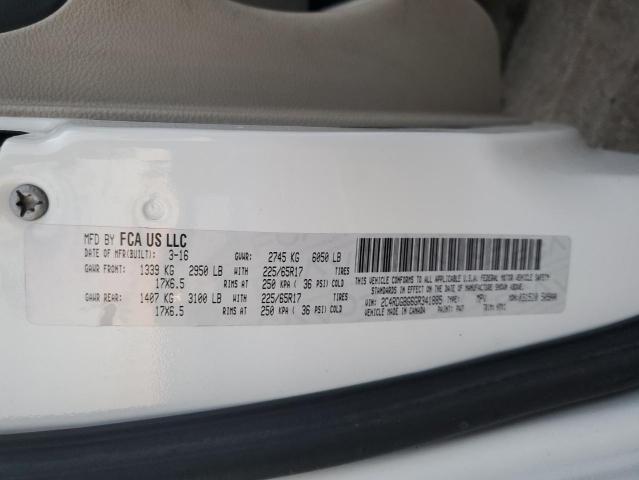 MFD BY FCA US LLC
DATE OF MFR(BUILT): 3-16 GVWR: 2745 KG 6050 LB
GAWR FRONT: 1339 KG 2950 LB WITH 225/65R17 TIRES
17X6.5 RIMS AT 250 KPA ( 36 PSI) COLD
GAWR REAR: 1407 KG 3100 LB WITH 225/65R17 TIRES
17X6.5 RIMS AT 250 KPA ( 36 PSI) COLD
THIS VEHICLE CONFORMS TO ALL APPLICABLE U.S.A. FEDERAL MOTOR VEHICLE SAFETY
STANDARDS IN EFFECT ON THE DATE OF MANUFACTURE SHOWN ABOVE.
VIN: TYPE: MPV MDH:
VEHICLE MADE IN CANADA PAINT: PW7 TRIM: